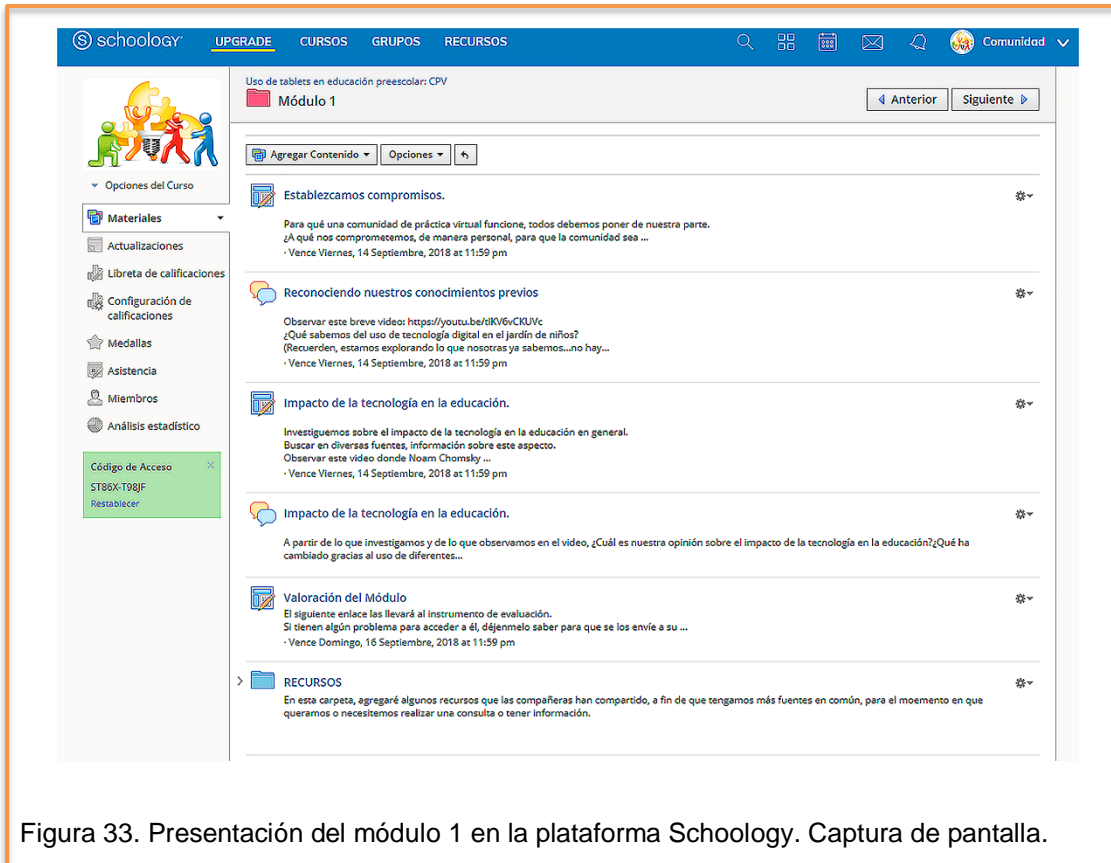 schoology UPGRADE CURSOS GRUPOS RECURSOS Comunidad
Uso de tablets en educación preescolar: CPV
Módulo 1
Anterior Siguiente
Agregar Contenido Opciones
Opciones del Curso
Materiales
Actualizaciones
Libreta de calificaciones
Configuración de
calificaciones
Medallas
Asistencia
Miembros
Análisis estadístico
Código de Acceso
ST86X-T98JF
Restablecer
Establezcamos compromisos.
Para qué una comunidad de práctica virtual funcione, todos debemos poner de nuestra parte.
¿A qué nos comprometemos, de manera personal, para que la comunidad sea ...
· Vence Viernes, 14 Septiembre, 2018 at 11:59 pm
Reconociendo nuestros conocimientos previos
Observar este breve video: https://youtu.be/tlKV6vCKUVc
¿Qué sabemos del uso de tecnología digital en el jardín de niños?
(Recuerden, estamos explorando lo que nosotras ya sabemos...no hay...
· Vence Viernes, 14 Septiembre, 2018 at 11:59 pm
Impacto de la tecnología en la educación.
Investiguemos sobre el impacto de la tecnología en la educación en general.
Buscar en diversas fuentes, información sobre este aspecto.
Observar este video donde Noam Chomsky ...
· Vence Viernes, 14 Septiembre, 2018 at 11:59 pm
Impacto de la tecnología en la educación.
A partir de lo que investigamos y de lo que observamos en el video, ¿Cuál es nuestra opinión sobre el impacto de la tecnología en la educación?¿Qué ha
cambiado gracias al uso de diferentes...
Valoración del Módulo
El siguiente enlace las llevará al instrumento de evaluación.
Si tienen algún problema para acceder a él, déjenmelo saber para que se los envíe a su ...
· Vence Domingo, 16 Septiembre, 2018 at 11:59 pm
RECURSOS
En esta carpeta, agregaré algunos recursos que las compañeras han compartido, a fin de que tengamos más fuentes en común, para el moemento en que
queramos o necesitemos realizar una consulta o tener información.
Figura 33. Presentación del módulo 1 en la plataforma Schoology. Captura de pantalla.